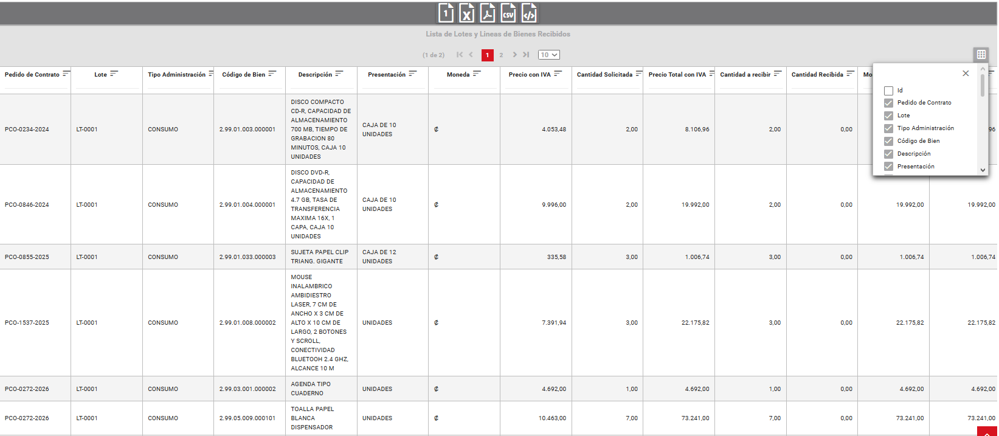 1 X CSV </>
Lista de Lotes y Lineas de Bienes Recibidos
(1 de 2) 1 2 10
Pedido de Contrato Lote Tipo Administración Código de Bien Descripción Presentación Moneda Precio con IVA Cantidad Solicitada Precio Total con IVA Cantidad a recibir Cantidad Recibida Mo
Id
Pedido de Contrato
Lote
Tipo Administración
Código de Bien
Descripción
Presentación
DISCO COMPACTO
CD-R, CAPACIDAD DE
ALMACENAMIENTO
PCO-0234-2024 LT-0001 CONSUMO 2.99.01.003.000001 700 MB, TIEMPO DE CAJA DE 10 ₡ 4.053,48 2,00 8.106,96 2,00 0,00 96
GRABACION 80 UNIDADES
MINUTOS, CAJA 10
UNIDADES
DISCO DVD-R,
CAPACIDAD DE
ALMACENAMIENTO
PCO-0846-2024 LT-0001 CONSUMO 2.99.01.004.000001 4.7 GB, TASA DE CAJA DE 10 ₡ 9.996,00 2,00 19.992,00 2,00 0,00 19.992,00 19.992,00
TRANSFERENCIA UNIDADES
MAXIMA 16X, 1
CAPA, CAJA 10
UNIDADES
PCO-0855-2025 LT-0001 CONSUMO 2.99.01.033.000003 SUJETA PAPEL CLIP CAJA DE 12 ₡ 335,58 3,00 1.006,74 3,00 0,00 1.006,74 1.006,74
TRIANG. GIGANTE UNIDADES
MOUSE
INALAMBRICO
AMBIDIESTRO
LASER, 7 CM DE
ANCHO X 3 CM DE
PCO-1537-2025 LT-0001 CONSUMO 2.99.01.008.000002 ALTO X 10 CM DE UNIDADES ₡ 7.391,94 3,00 22.175,82 3,00 0,00 22.175,82 22.175,82
LARGO, 2 BOTONES
Y SCROLL,
CONECTIVIDAD
BLUETOOH 2.4 GHZ,
ALCANCE 10 M
PCO-0272-2026 LT-0001 CONSUMO 2.99.03.001.000002 AGENDA TIPO UNIDADES ₡ 4.692,00 1,00 4.692,00 1,00 0,00 4.692,00 4.692,00
CUADERNO
TOALLA PAPEL
PCO-0272-2026 LT-0001 CONSUMO 2.99.05.009.000101 BLANCA UNIDADES ₡ 10.463,00 7,00 73.241,00 7,00 0,00 73.241,00 73.241,00
DISPENSADOR